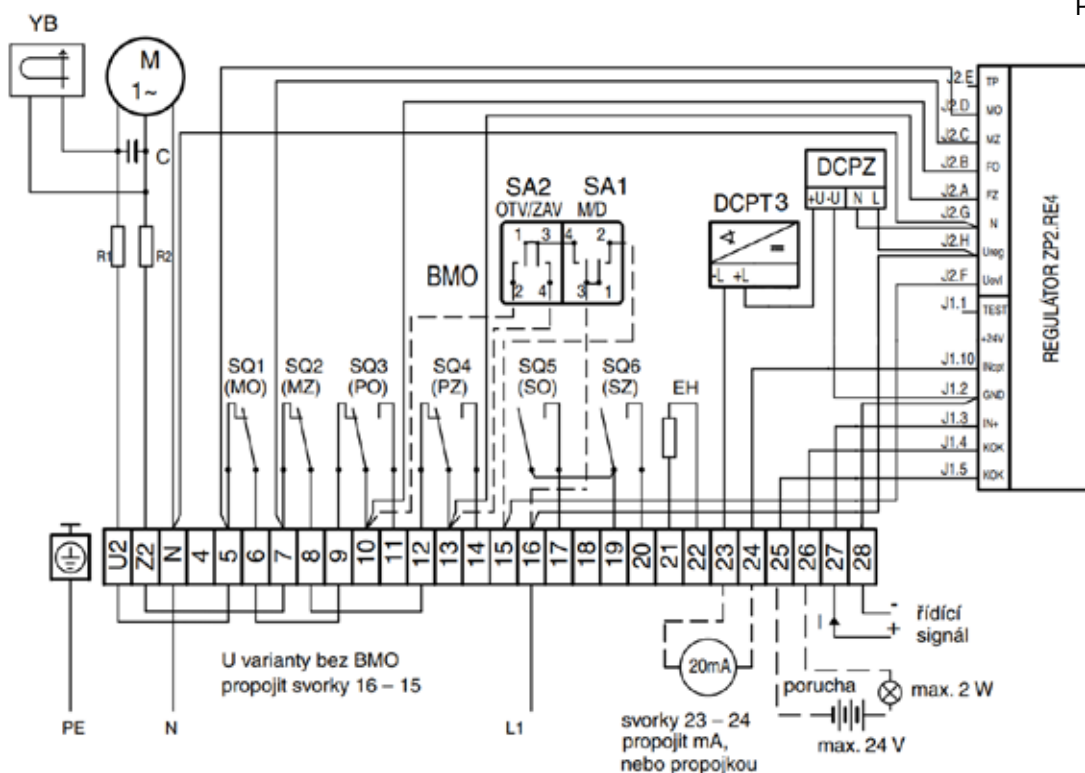 YB
M
1~
C
R1
R2
BMO
SA2
OTV/ZAV
SA1
M/D
1 3
2 4
4 2
3 1
DCPT3
-L +L
DCPZ
+U -U N L
J2.E TP
J2.D MO
J2.C MZ
J2.B FO
J2.A FZ
J2.G N
J2.H Ureg
J2.F Uovl
J1.1 TEST
+24V
J1.10 INcpt
J1.2 GND
J1.3 IN+
J1.4 KOK
J1.5 KOK
REGULÁTOR ZP2.RE4
SQ1
(MO)
SQ2
(MZ)
SQ3
(PO)
SQ4
(PZ)
SQ5
(SO)
SQ6
(SZ)
EH
U2 Z2 N 4 5 6 7 8 9 10 11 12 13 14 15 16 17 18 19 20 21 22 23 24 25 26 27 28
U varianty bez BMO
propojit svorky 16 – 15
PE
N
L1
20mA
svorky 23 – 24
propojit mA,
nebo propojkou
I
-
+
řídící
signál
porucha
max. 2 W
max. 24 V